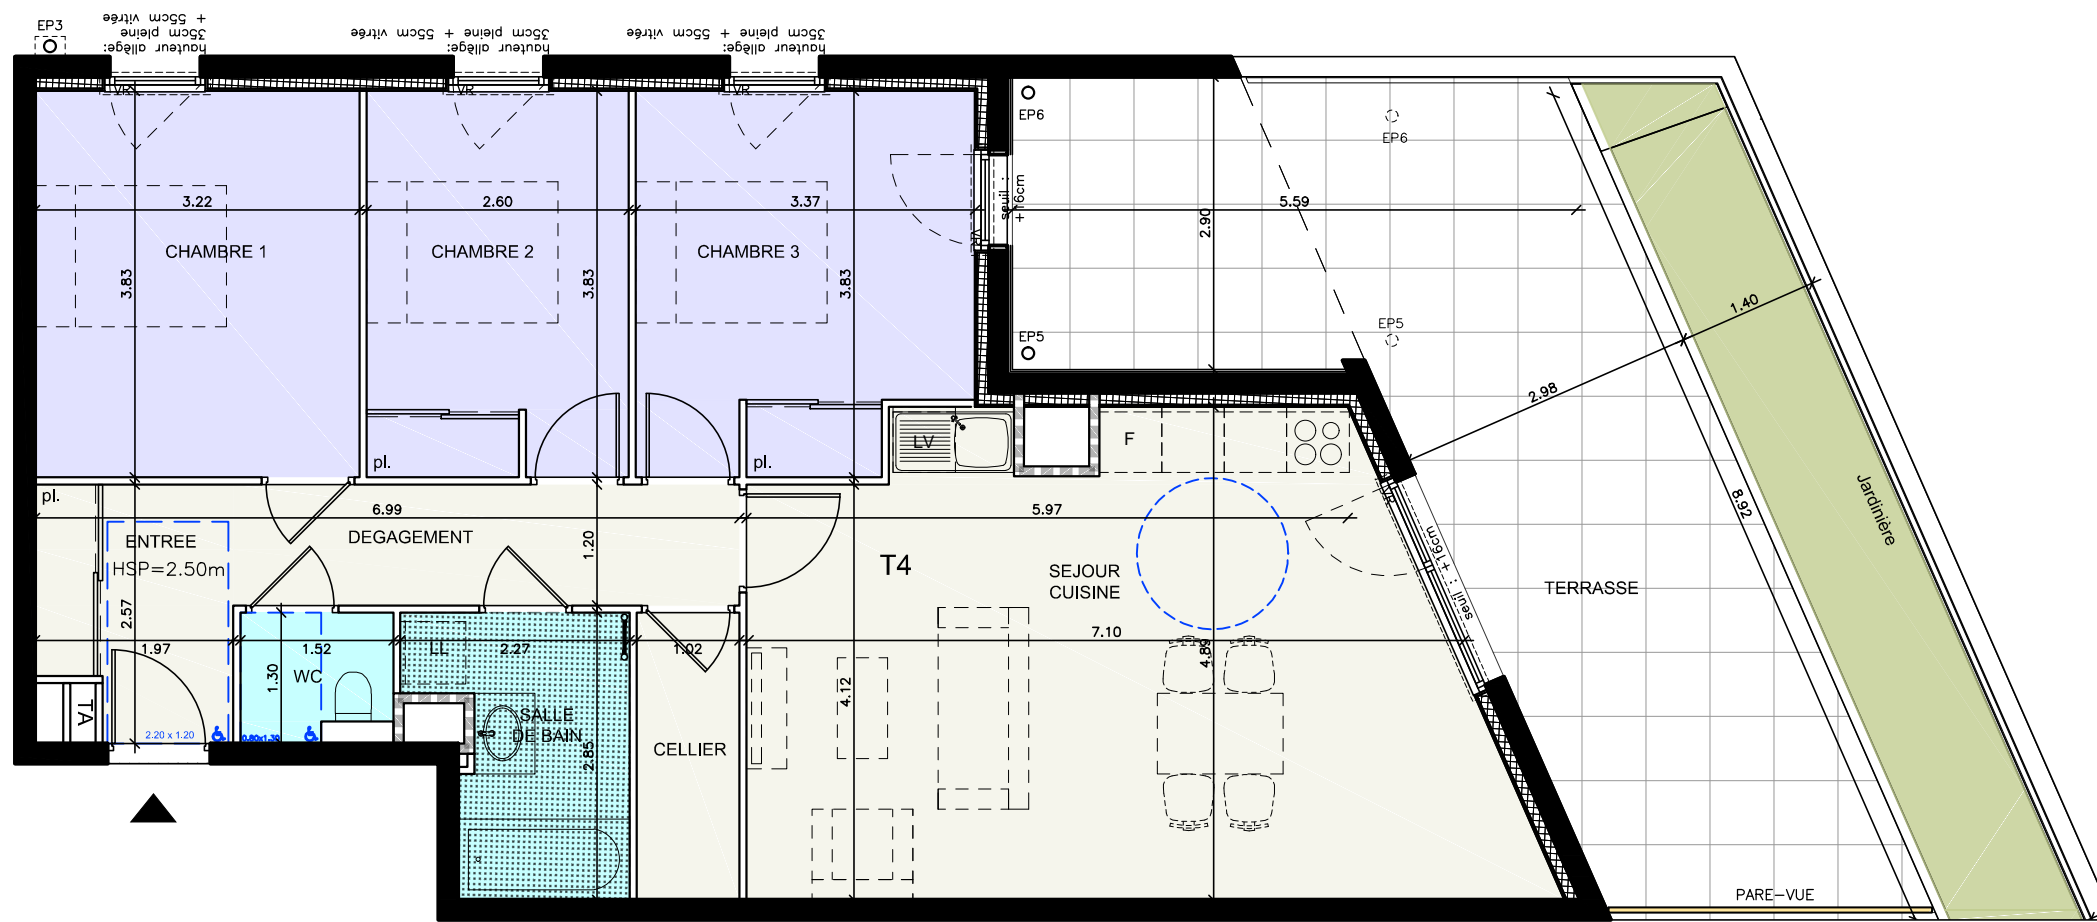 EP3
hauteur allège:
35cm pleine
+ 55cm vitrée
hauteur allège:
35cm pleine + 55cm vitrée
hauteur allège:
35cm pleine + 55cm vitrée
VR
VR
VR
EP6
EP6
seuil :
+16cm
VR
3.22
2.60
3.37
5.59
2.90
CHAMBRE 1
CHAMBRE 2
CHAMBRE 3
3.83
3.83
3.83
1.40
EP5
EP5
2.98
pl.
pl.
LV
F
pl.
VR
8.92
Jardinière
6.99
5.97
ENTREE
HSP=2.50m
DEGAGEMENT
1.20
T4
SEJOUR
CUISINE
seuil : +16cm
TERRASSE
2.57
1.97
1.52
LL
2.27
1.02
7.10
4.89
WC
1.30
4.12
TA
2.20 x 1.20
0.80x1.30
SALLE
DE BAIN
2.85
CELLIER
PARE-VUE